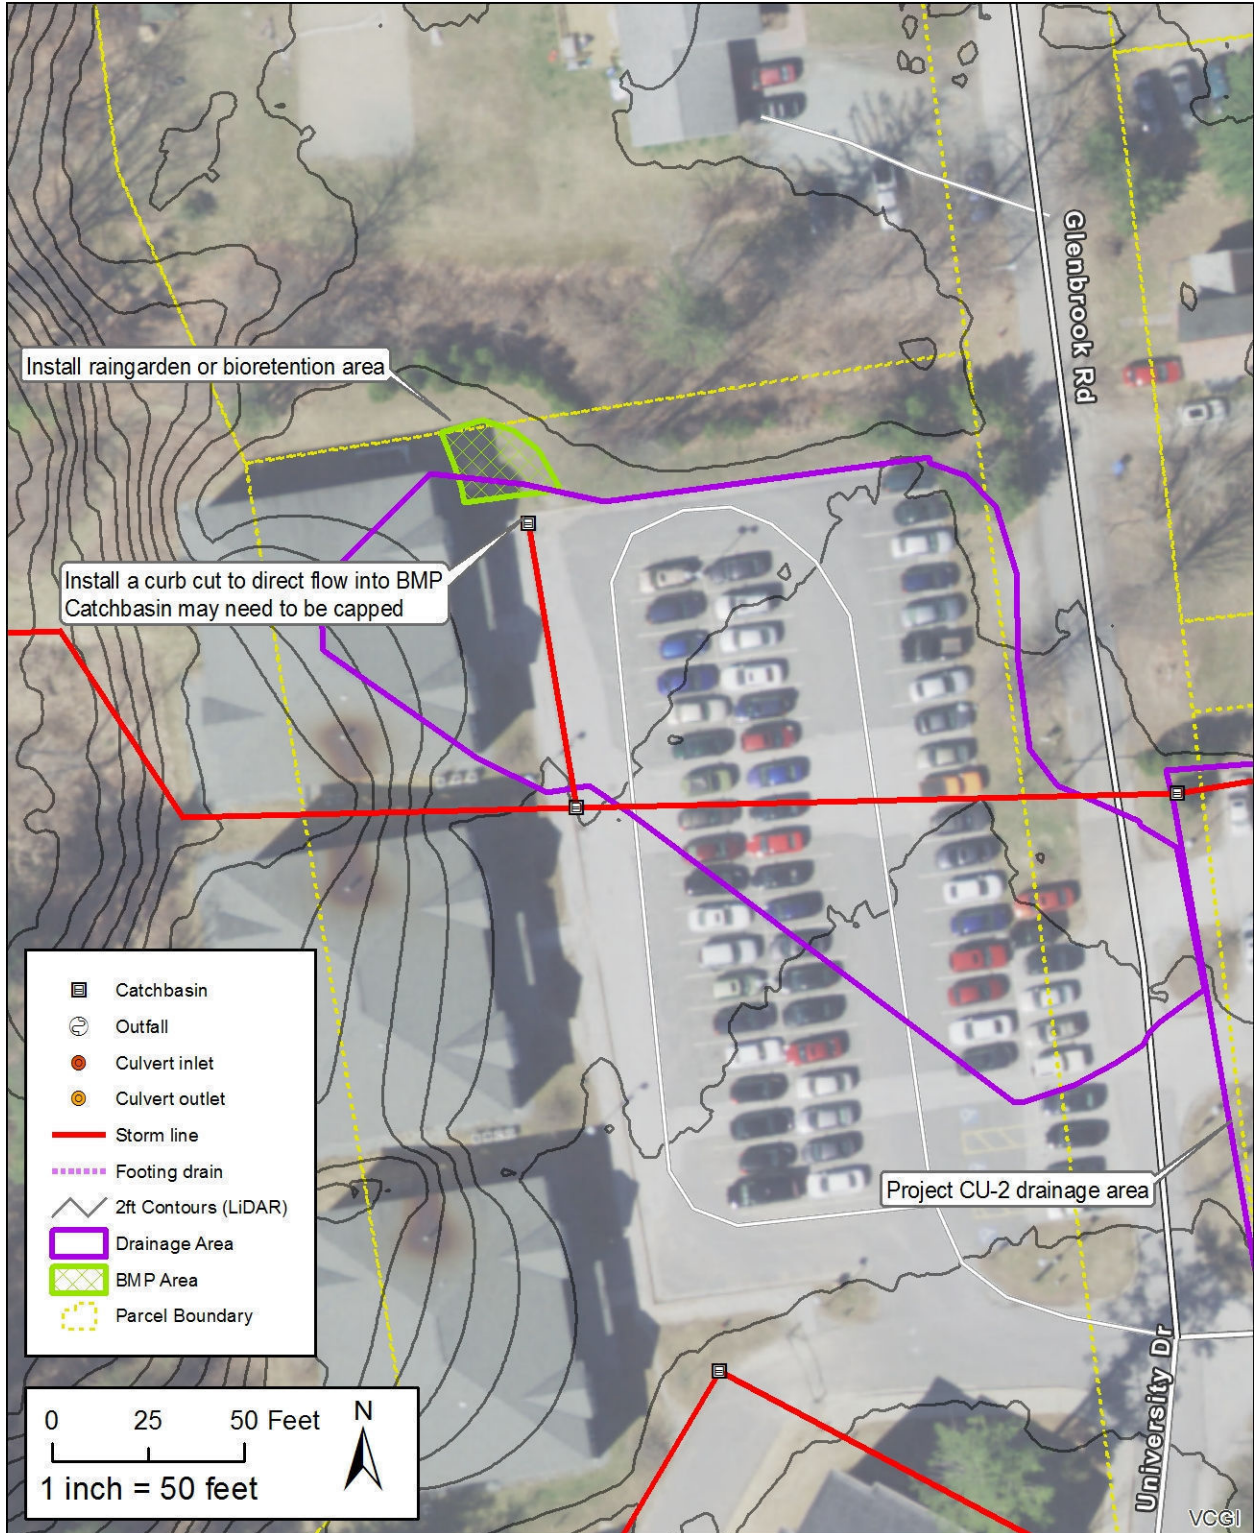 Glenbrook Rd
Install raingarden or bioretention area
Install a curb cut to direct flow into BMP
Catchbasin may need to be capped
Project CU-2 drainage area
University Dr
Catchbasin
Outfall
Culvert inlet
Culvert outlet
Storm line
Footing drain
2ft Contours (LiDAR)
Drainage Area
BMP Area
Parcel Boundary
0 25 50 Feet
N
1 inch = 50 feet
VCGI